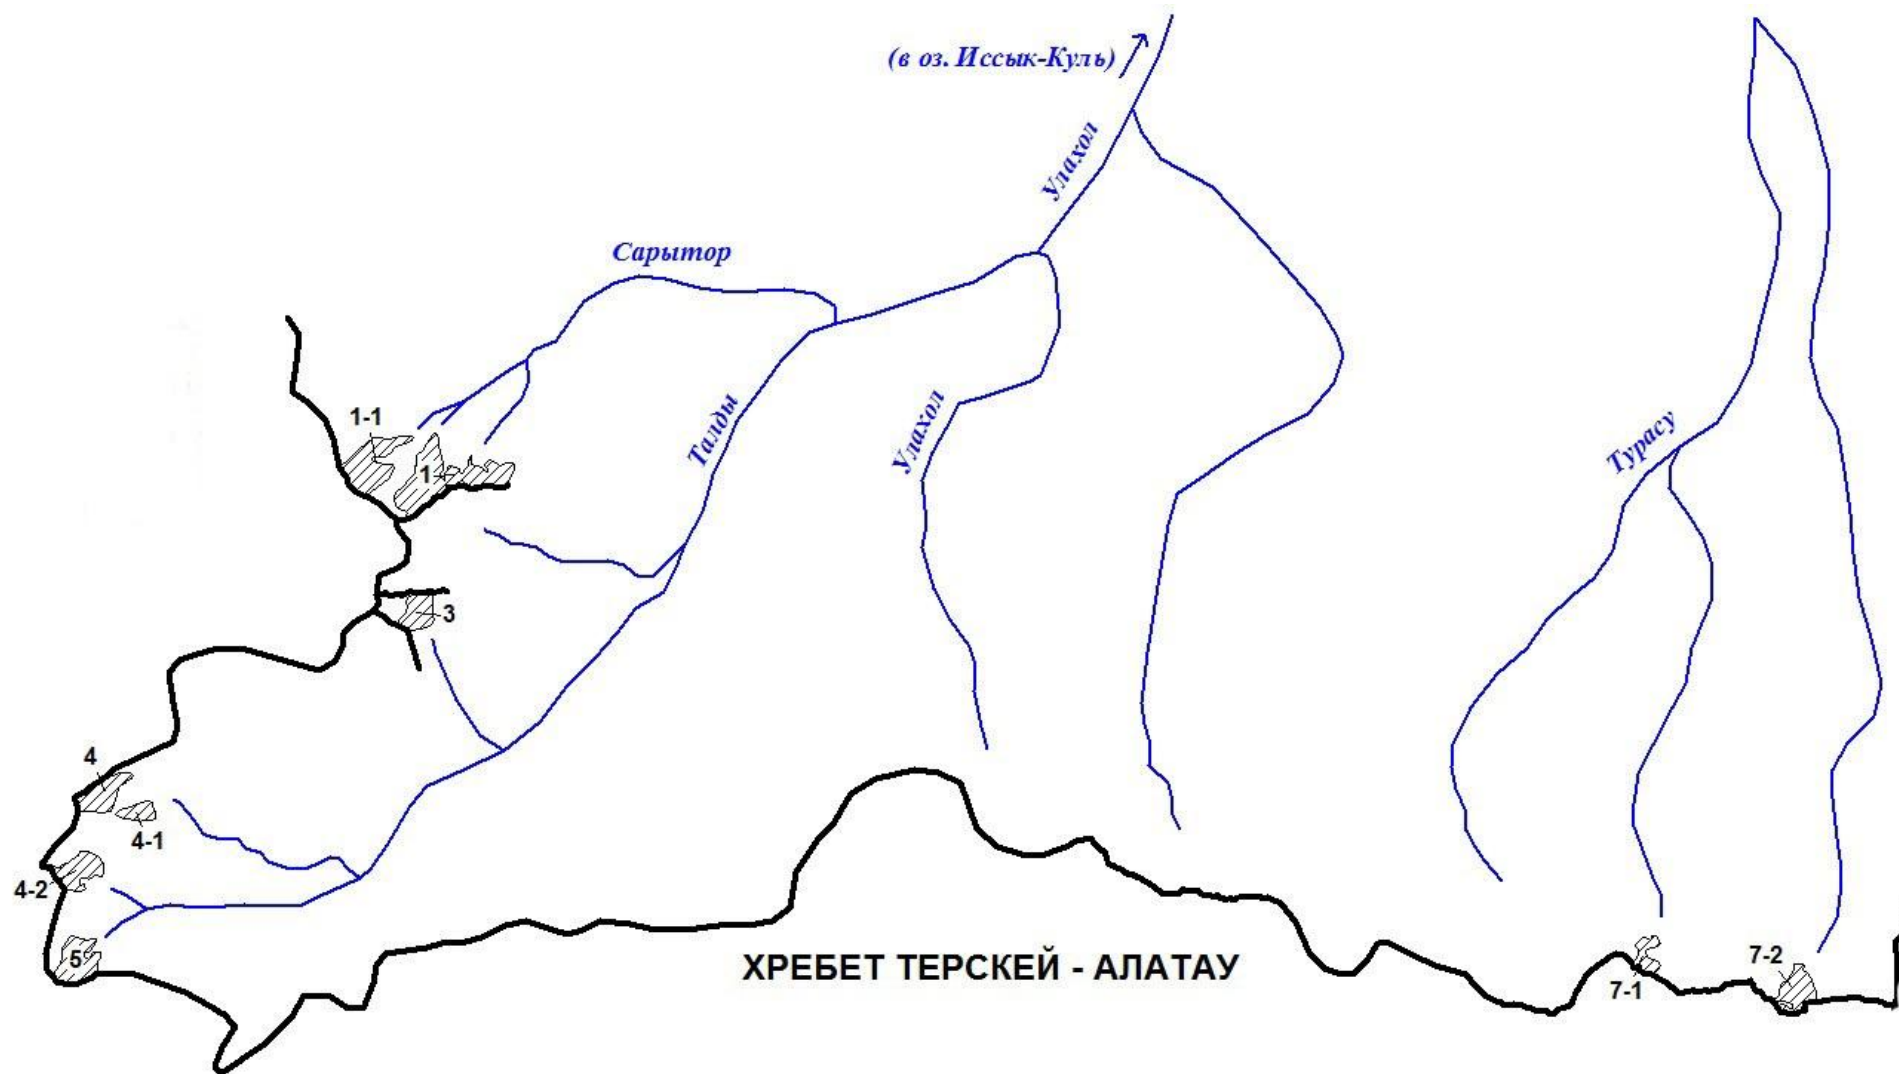 (в оз. Иссык-Куль)
Улахол
Сарытор
Талды
Улахол
Турасу
1-1
1
3
4
4-1
4-2
5
ХРЕБЕТ ТЕРСКЕЙ - АЛАТАУ
7-1
7-2